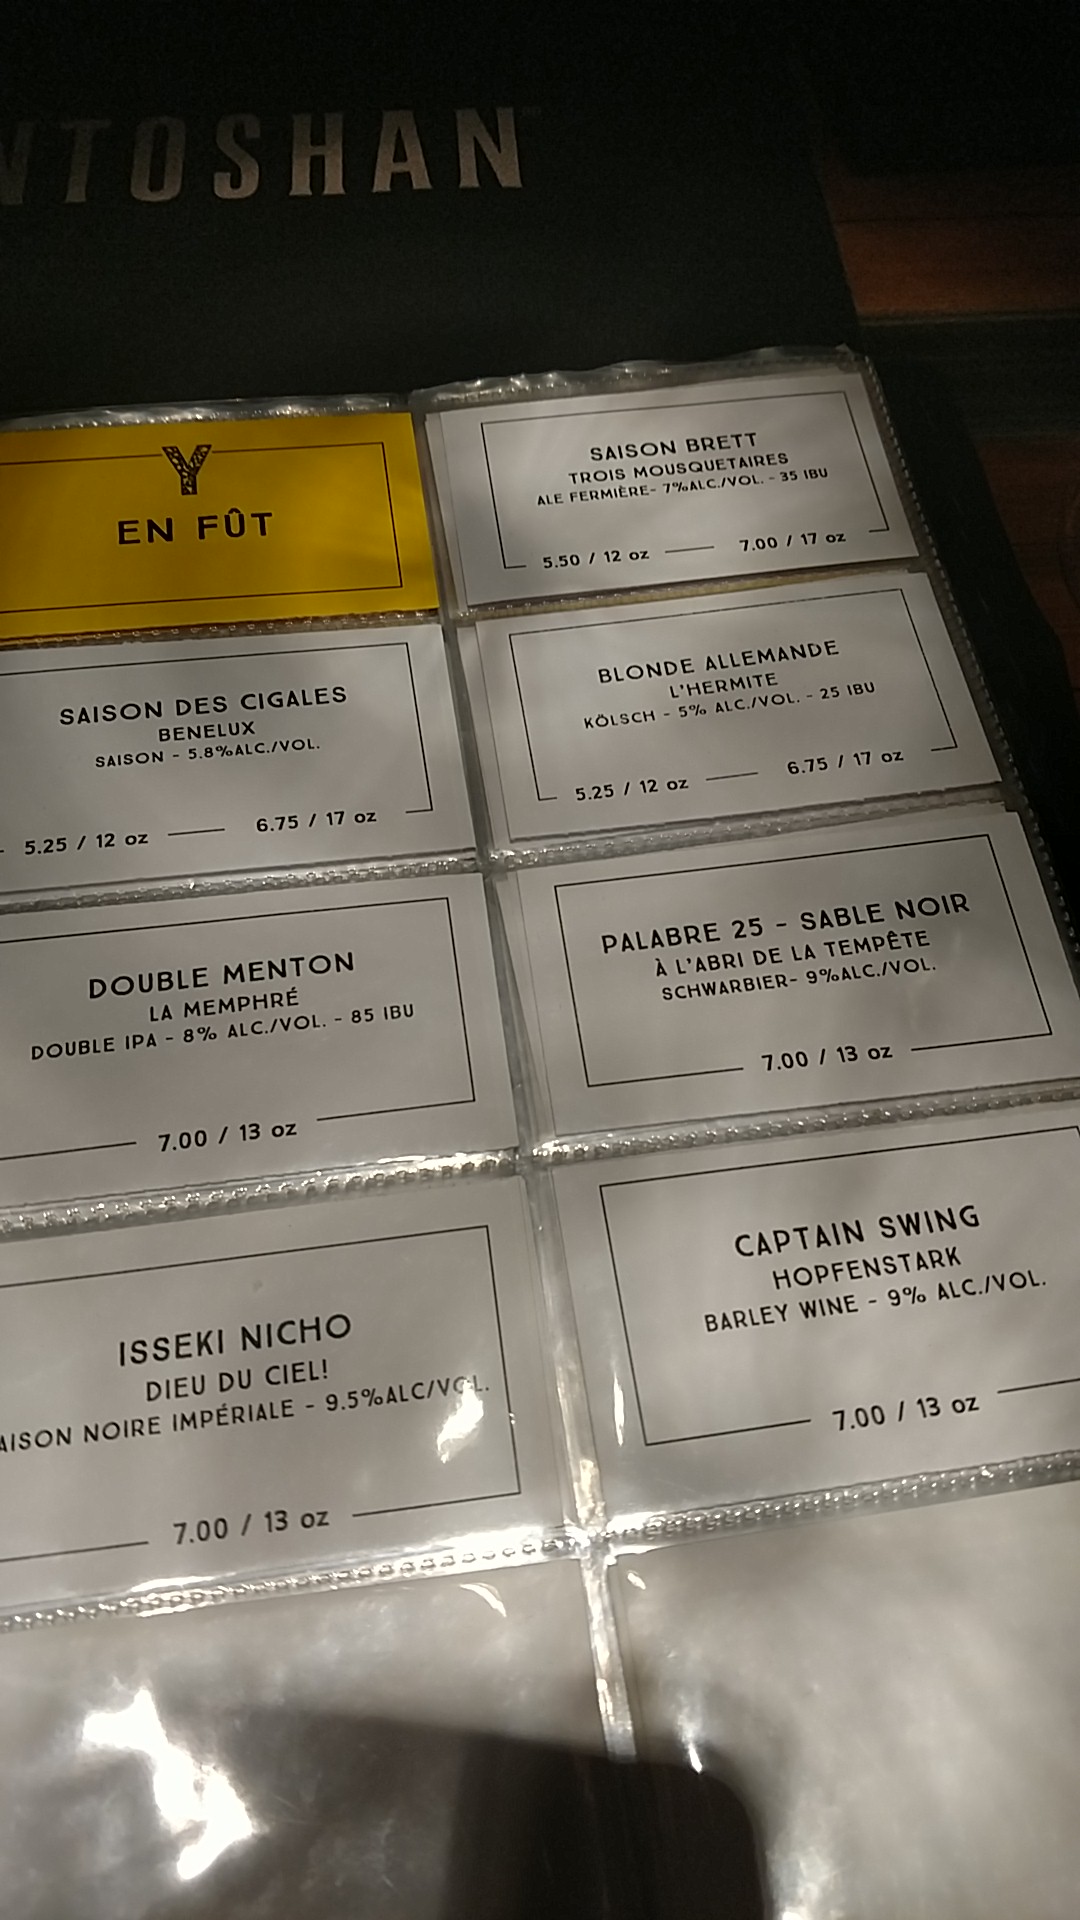 NTOSHAN
Y
EN FÛT
SAISON BRETT
TROIS MOUSQUETAIRES
ALE FERMIÈRE- 7%ALC./VOL. - 35 IBU
5.50 / 12 oz
7.00 / 17 oz
SAISON DES CIGALES
BENELUX
SAISON - 5.8%ALC./VOL.
5.25 / 12 oz
6.75 / 17 oz
BLONDE ALLEMANDE
L'HERMITE
KÖLSCH - 5% ALC./VOL. - 25 IBU
5.25 / 12 oz
6.75 / 17 oz
DOUBLE MENTON
LA MEMPHRÉ
DOUBLE IPA - 8% ALC./VOL. - 85 IBU
7.00 / 13 oz
PALABRE 25 - SABLE NOIR
À L'ABRI DE LA TEMPÊTE
SCHWARBIER- 9%ALC./VOL.
7.00 / 13 oz
ISSEKI NICHO
DIEU DU CIEL!
AISON NOIRE IMPÉRIALE - 9.5%ALC/VOL.
7.00 / 13 oz
CAPTAIN SWING
HOPFENSTARK
BARLEY WINE - 9% ALC./VOL.
7.00 / 13 oz